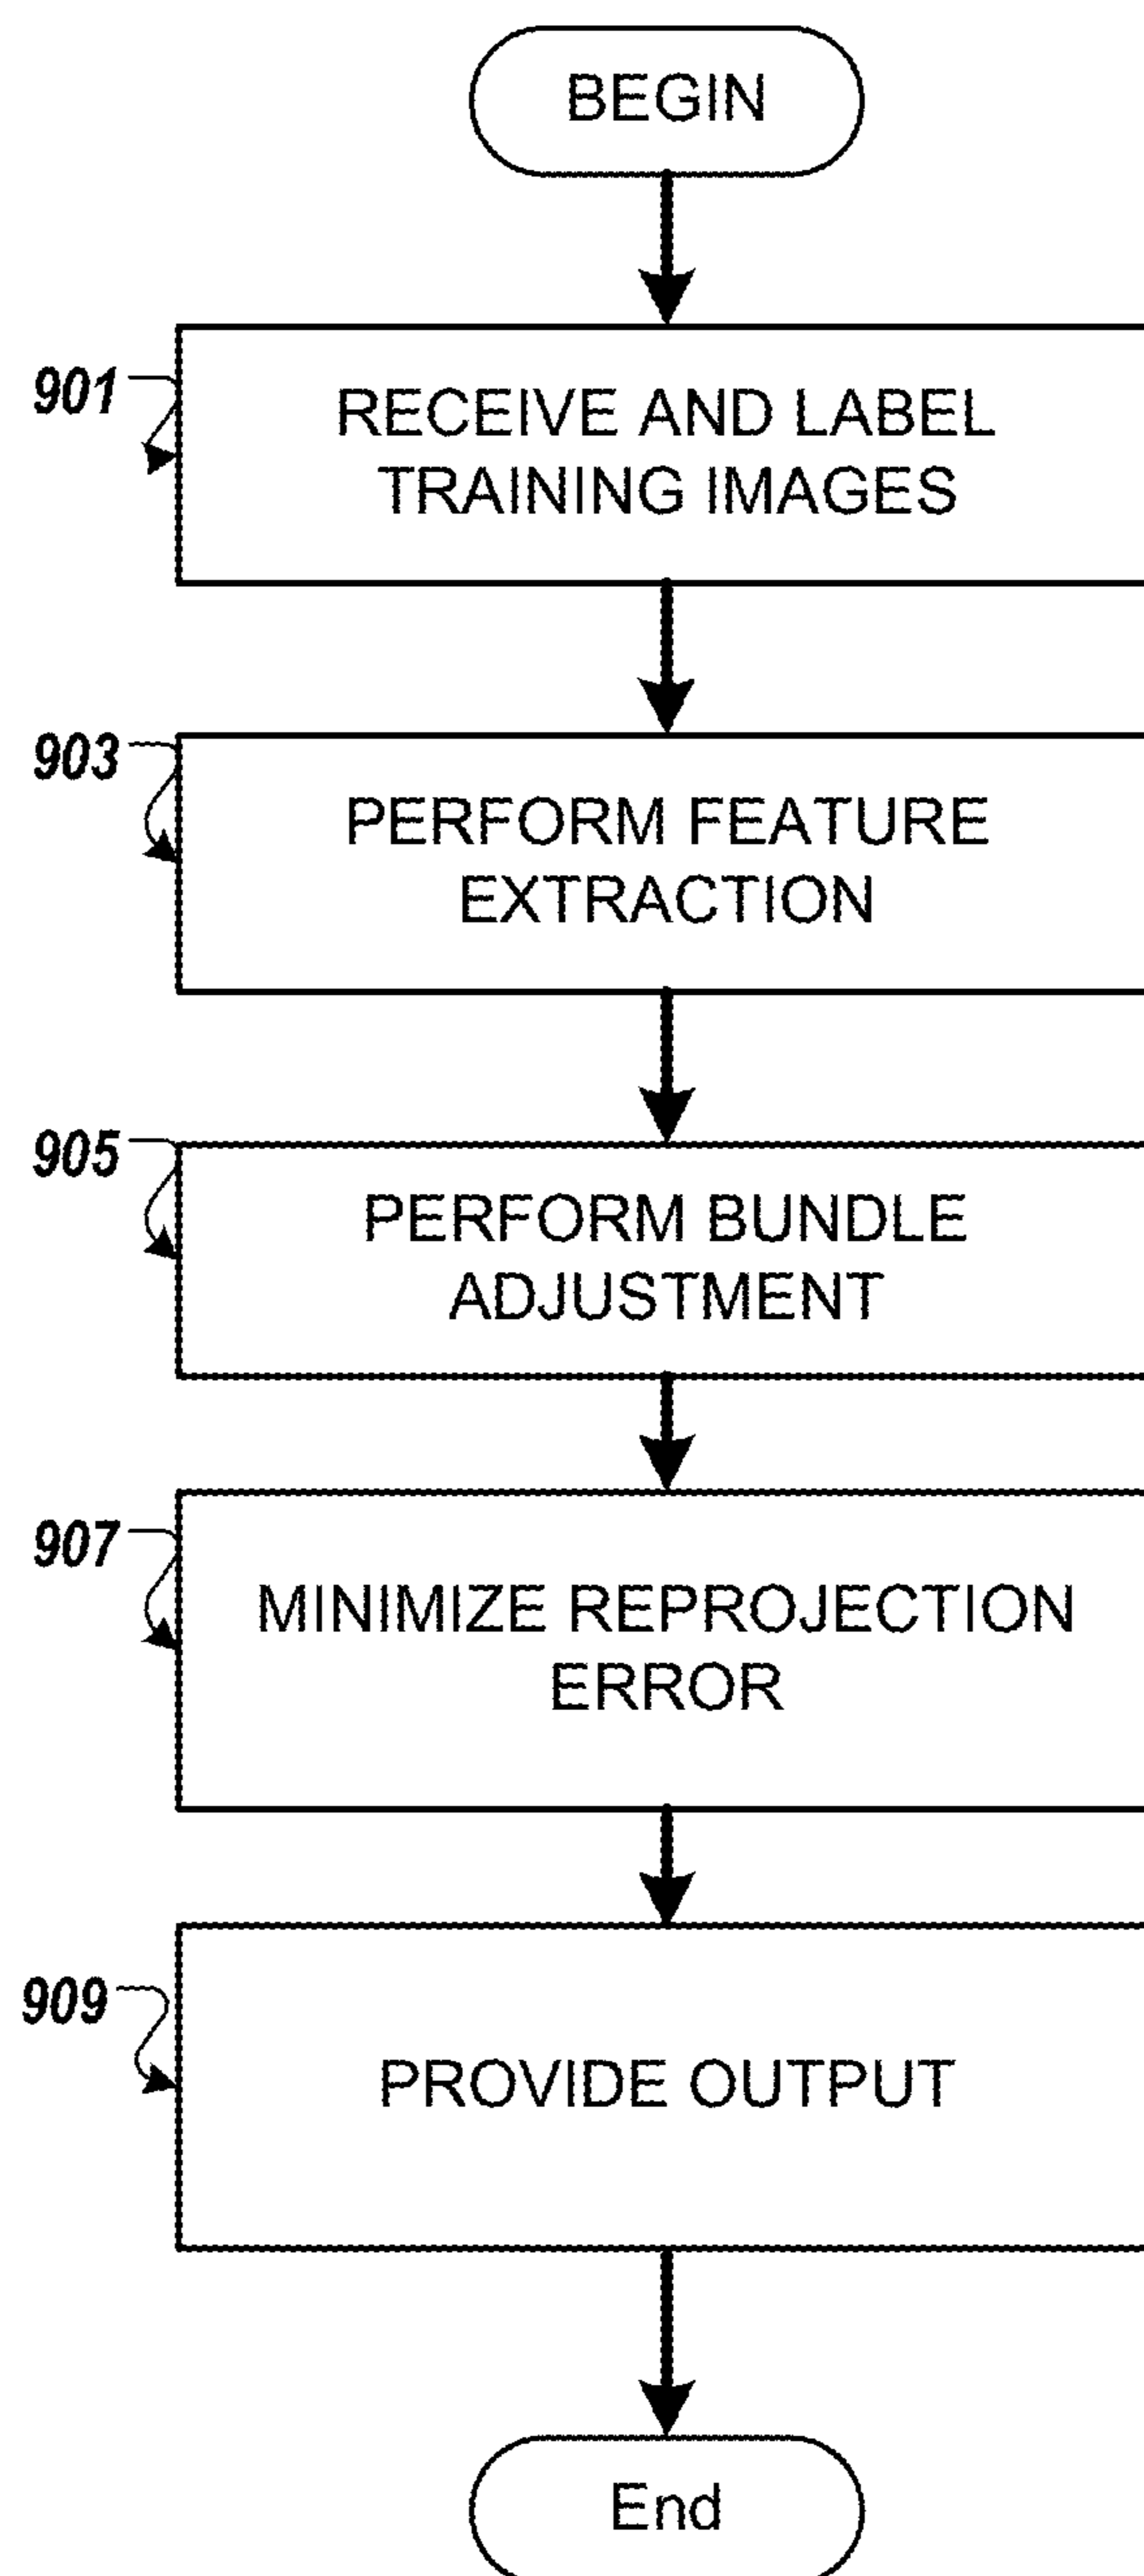 BEGIN
901
RECEIVE AND LABEL
TRAINING IMAGES
903
PERFORM FEATURE
EXTRACTION
905
PERFORM BUNDLE
ADJUSTMENT
907
MINIMIZE REPROJECTION
ERROR
909
PROVIDE OUTPUT
End